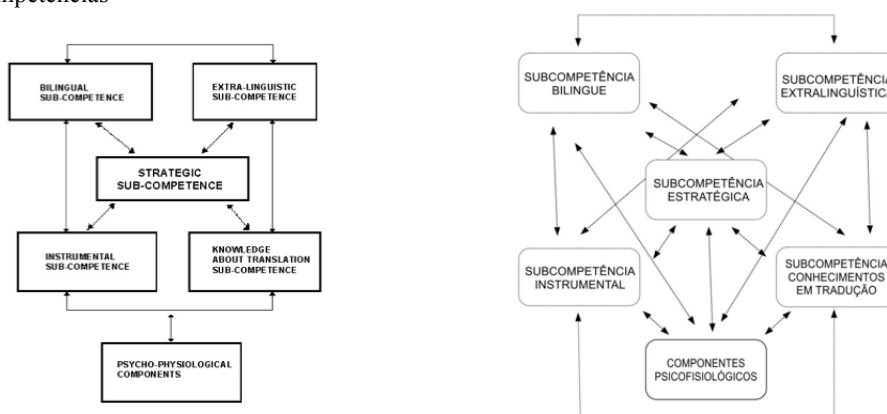 BILINGUAL
SUB-COMPETENCE
EXTRA-LINGUISTIC
SUB-COMPETENCE
STRATEGIC
SUB-COMPETENCE
INSTRUMENTAL
SUB-COMPETENCE
KNOWLEDGE
ABOUT TRANSLATION
SUB-COMPETENCE
PSYCHO-PHYSIOLOGICAL
COMPONENTS
SUBCOMPETÊNCIA
BILINGUE
SUBCOMPETÊNCIA
EXTRALINGUÍSTICA
SUBCOMPETÊNCIA
ESTRATÉGICA
SUBCOMPETÊNCIA
INSTRUMENTAL
SUBCOMPETÊNCIA
CONHECIMENTOS
EM TRADUÇÃO
COMPONENTES
PSICOFISIOLÓGICOS